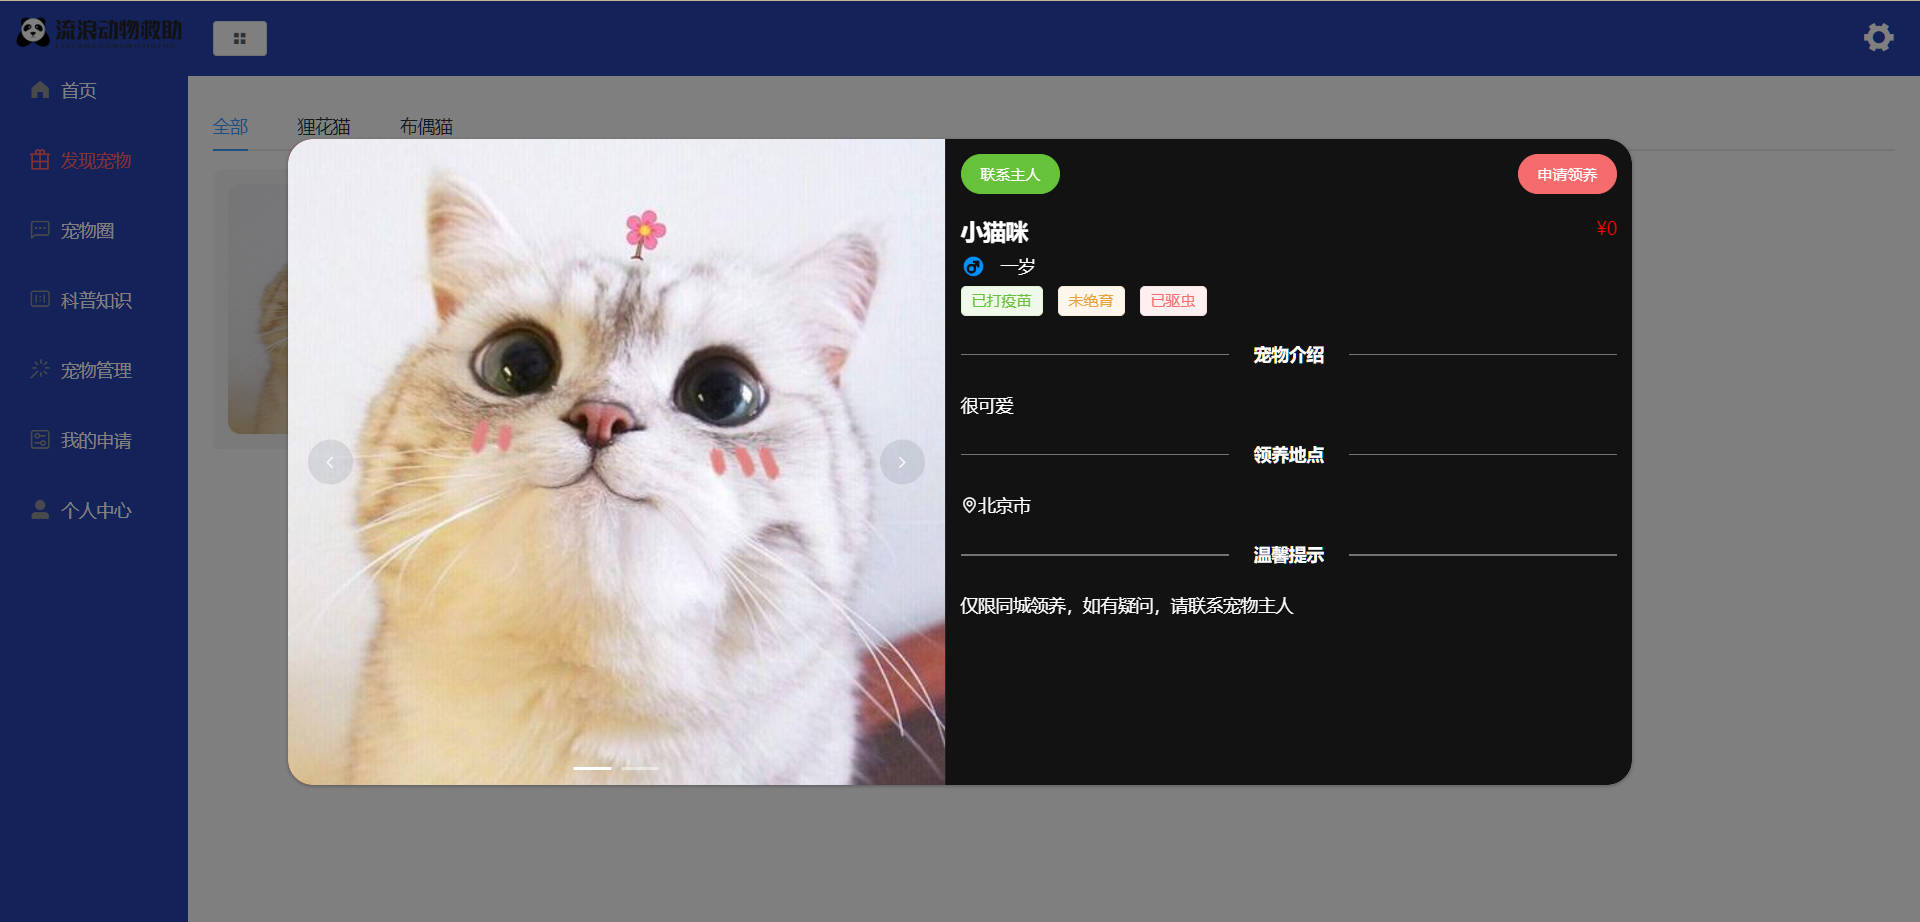 流浪动物救助
首页
发现宠物
宠物圈
科普知识
宠物管理
我的申请
个人中心
全部
狸花猫
布偶猫
联系主人
申请领养
小猫咪
¥0
一岁
已打疫苗
未绝育
已驱虫
宠物介绍
很可爱
领养地点
北京市
温馨提示
仅限同城领养，如有疑问，请联系宠物主人